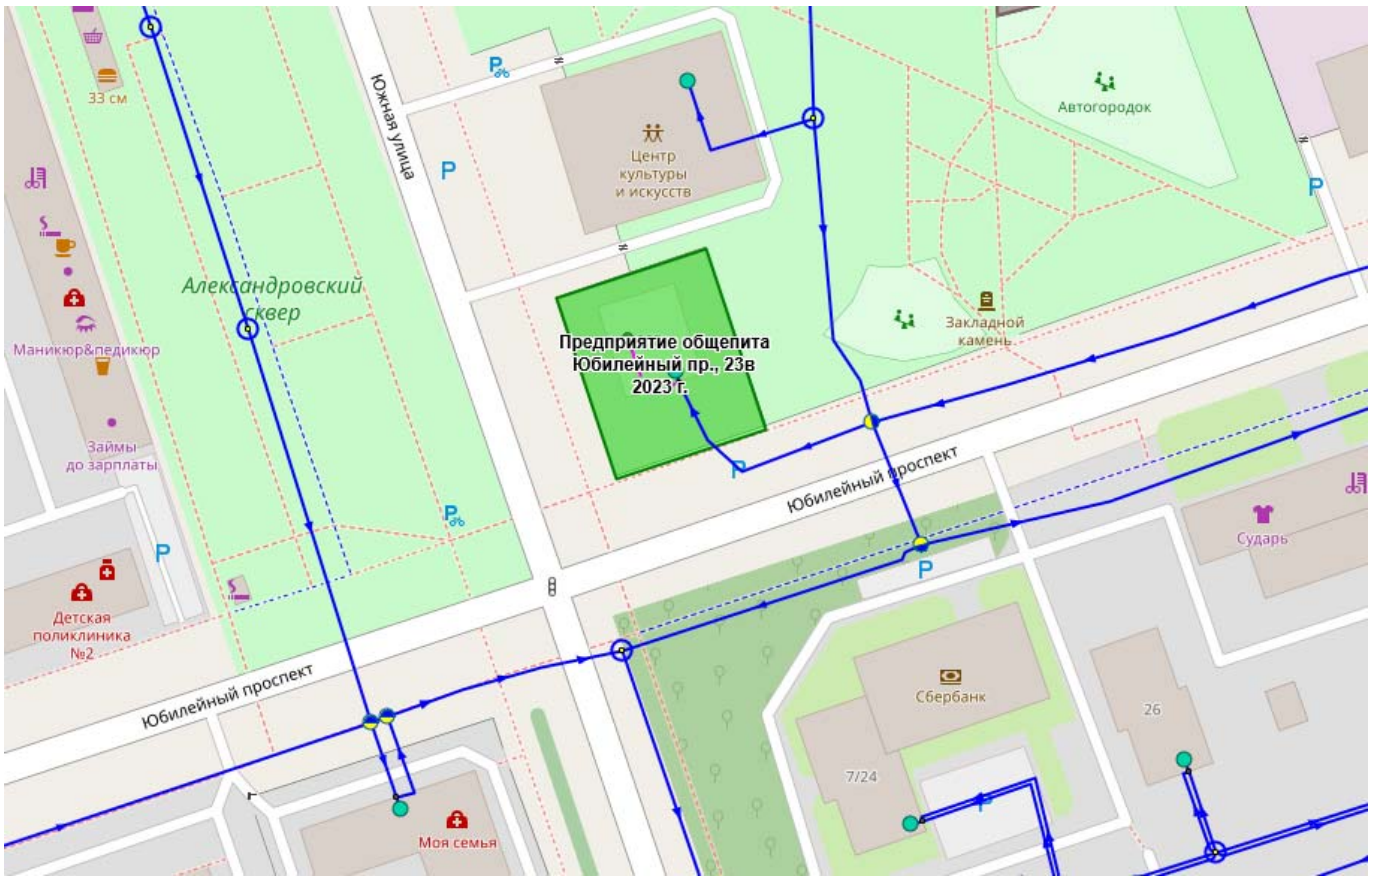 33 см
Южная улица
Центр
культуры
и искусств
Автогородок
P
P
P
Александровский
сквер
Маникюр&педикюр
Закладной
камень
Предприятие общепита
Юбилейный пр., 23в
2023 г.
Займы
до зарплаты
P
Юбилейный проспект
P
P
Сударь
P
Детская
поликлиника
№2
Юбилейный проспект
Сбербанк
26
7/24
P
Моя семья